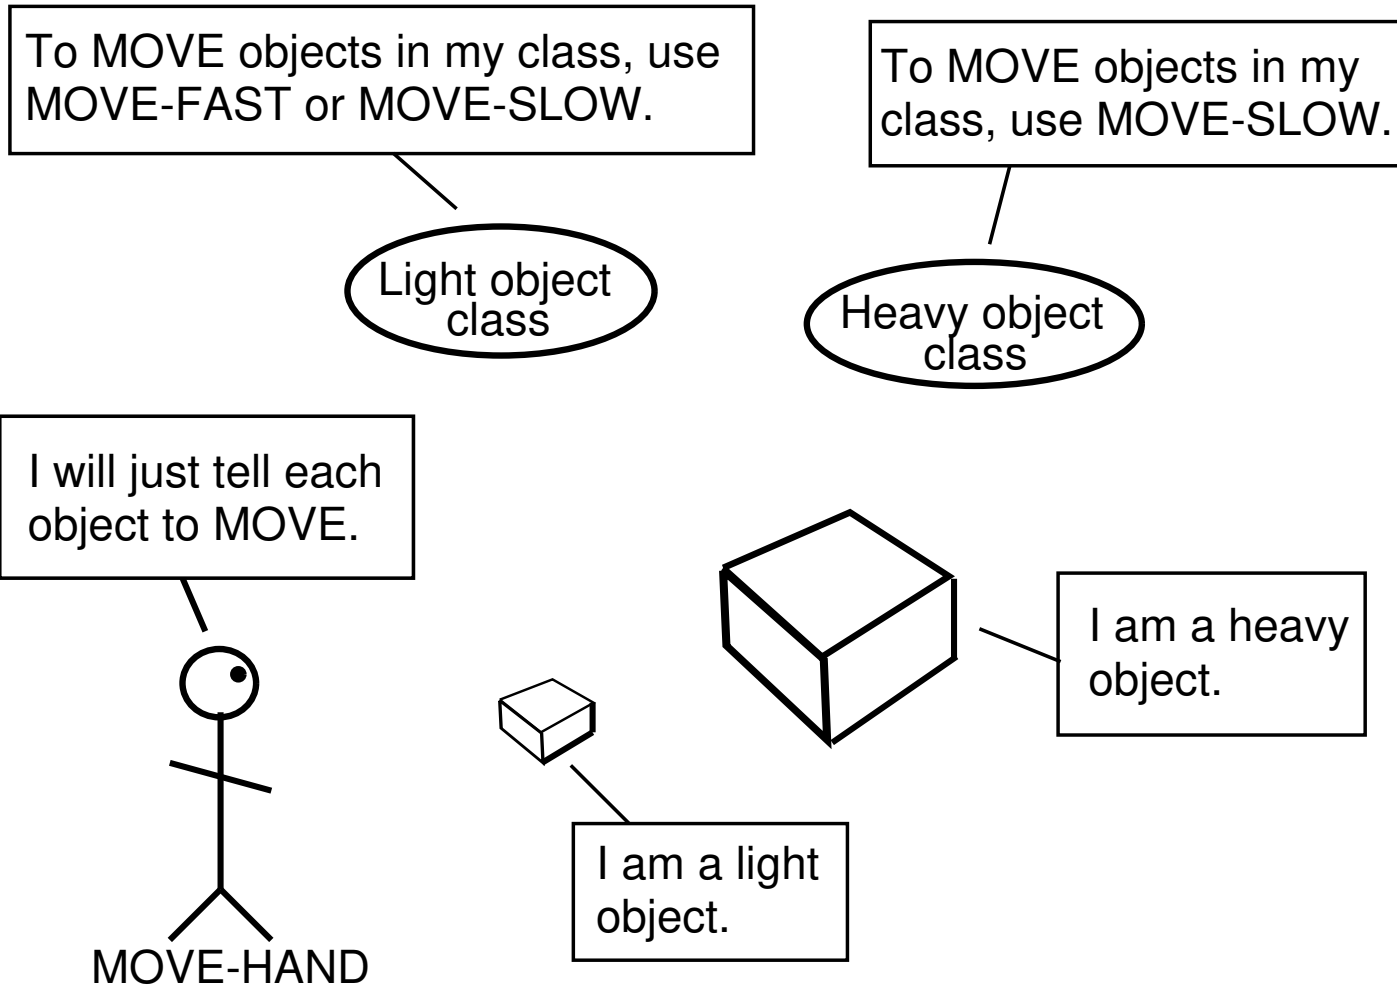 To MOVE objects in my class, use
MOVE-FAST or MOVE-SLOW.
To MOVE objects in my
class, use MOVE-SLOW.
Light object
class
Heavy object
class
I will just tell each
object to MOVE.
I am a heavy
object.
I am a light
object.
MOVE-HAND